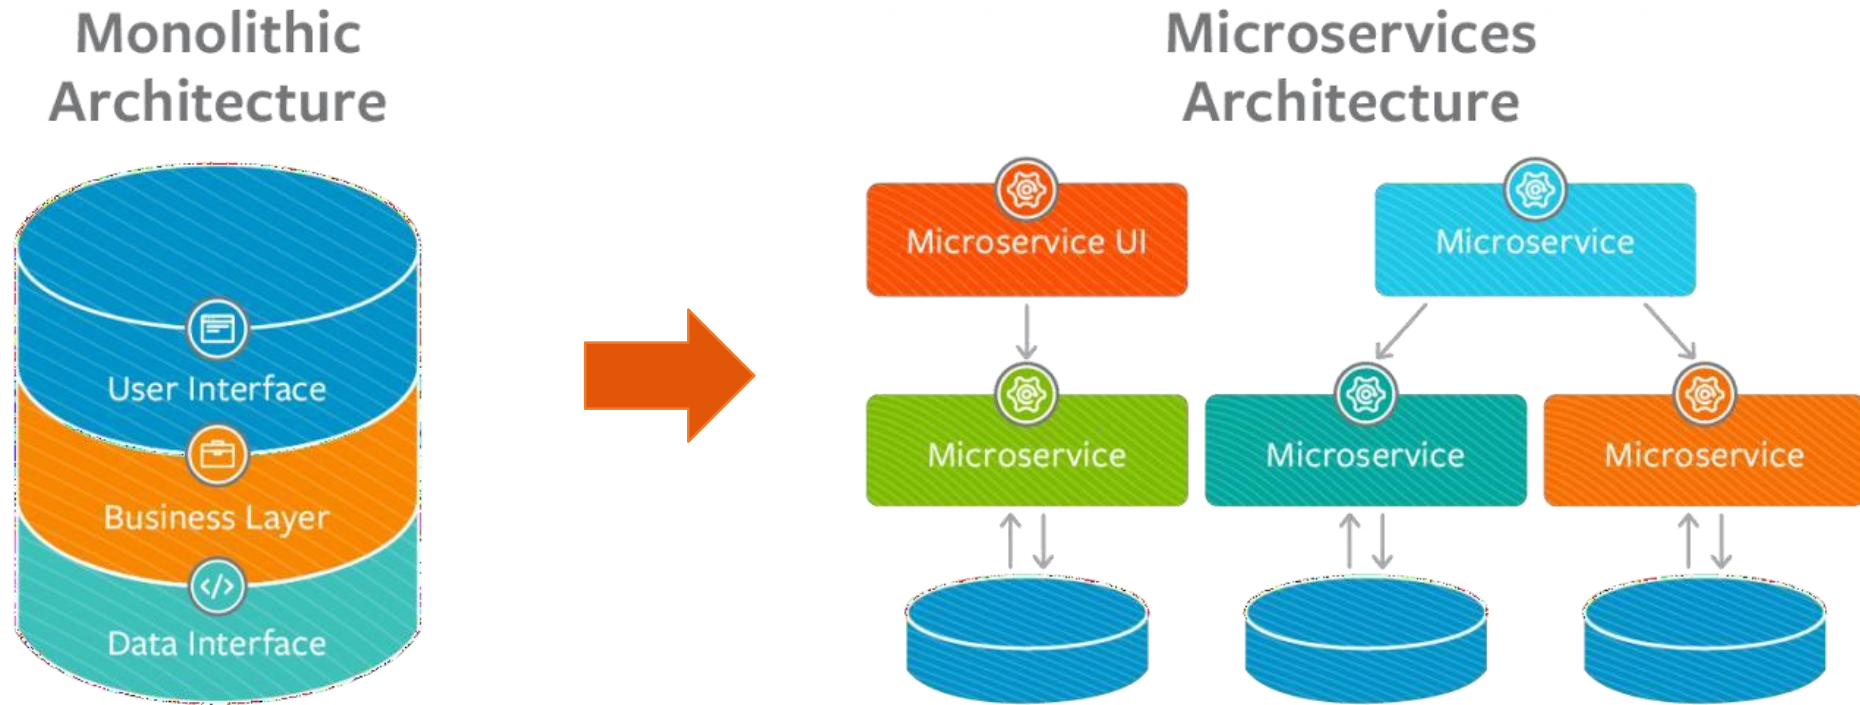 Monolithic
Architecture
User Interface
Business Layer
</>
Data Interface
Microservices
Architecture
Microservice UI
Microservice
Microservice
Microservice
Microservice